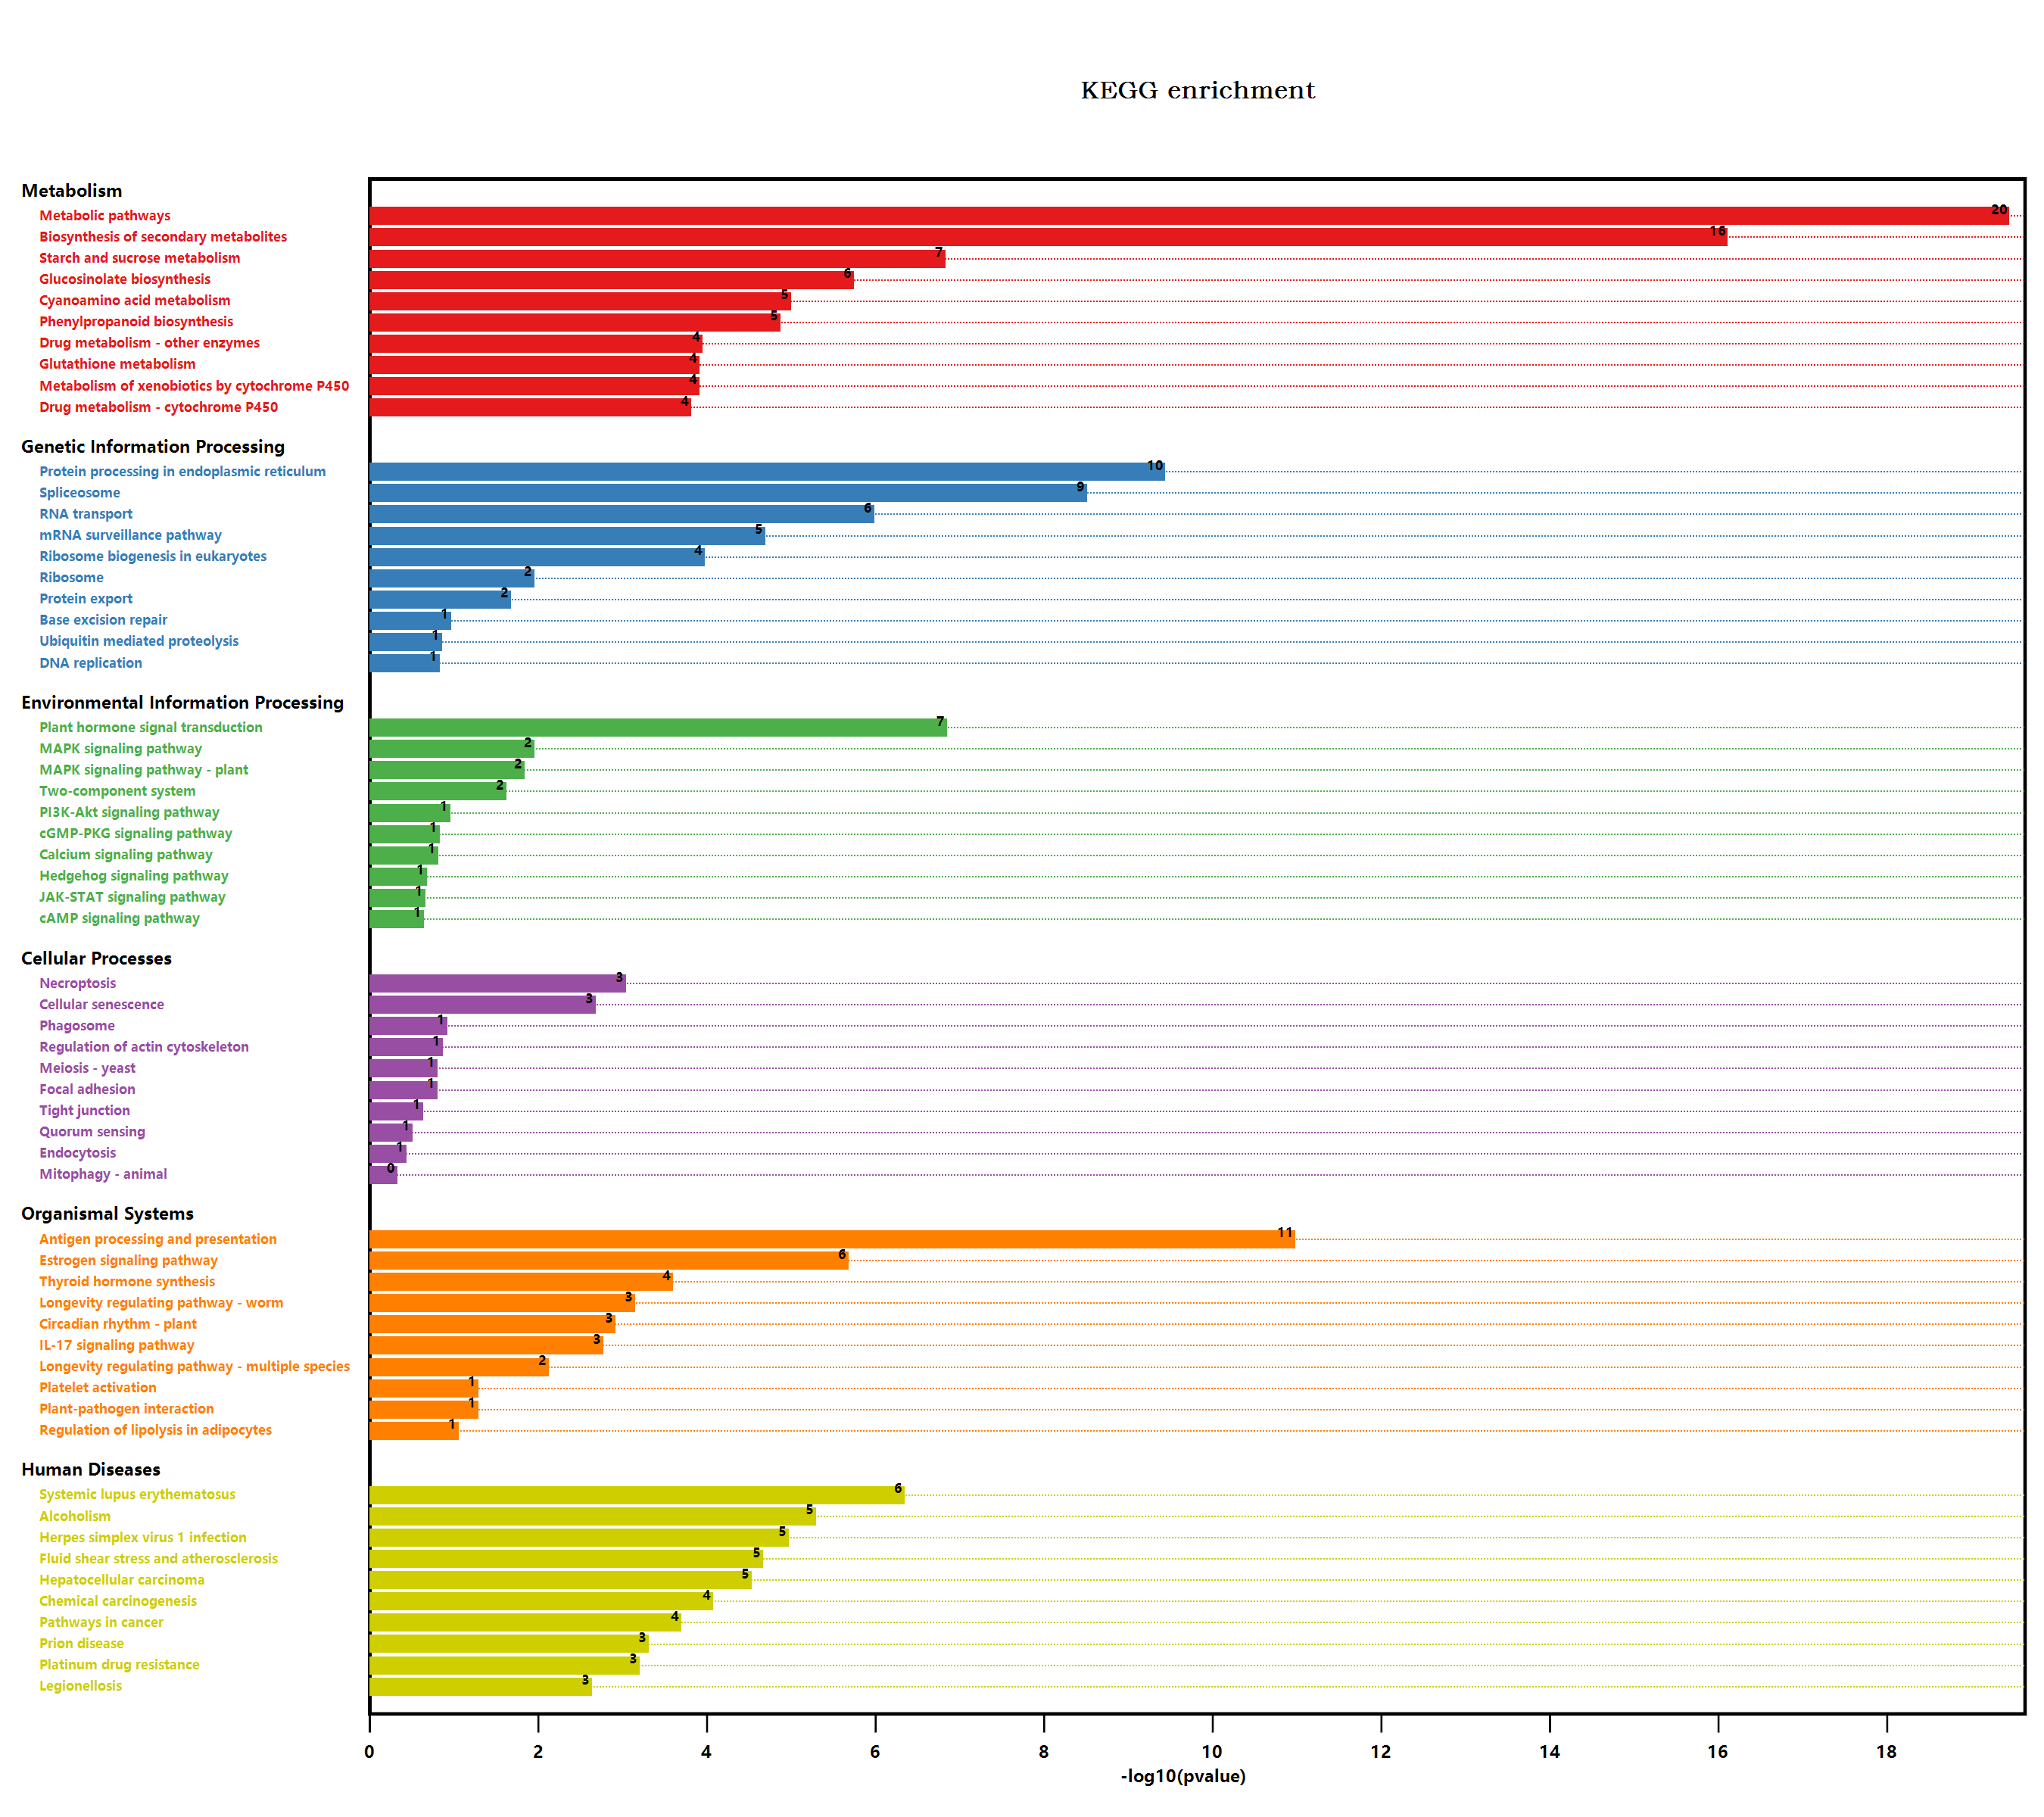 KEGG enrichment
Metabolism
Metabolic pathways 20
Biosynthesis of secondary metabolites 16
Starch and sucrose metabolism 7
Glucosinolate biosynthesis 6
Cyanoamino acid metabolism 5
Phenylpropanoid biosynthesis 5
Drug metabolism - other enzymes 4
Glutathione metabolism 4
Metabolism of xenobiotics by cytochrome P450 4
Drug metabolism - cytochrome P450 4
Genetic Information Processing
Protein processing in endoplasmic reticulum 10
Spliceosome 9
RNA transport 6
mRNA surveillance pathway 5
Ribosome biogenesis in eukaryotes 4
Ribosome 2
Protein export 2
Base excision repair 1
Ubiquitin mediated proteolysis 1
DNA replication 1
Environmental Information Processing
Plant hormone signal transduction 7
MAPK signaling pathway 2
MAPK signaling pathway - plant 2
Two-component system 2
PI3K-Akt signaling pathway 1
cGMP-PKG signaling pathway 1
Calcium signaling pathway 1
Hedgehog signaling pathway 1
JAK-STAT signaling pathway 1
cAMP signaling pathway 1
Cellular Processes
Necroptosis 3
Cellular senescence 3
Phagosome 1
Regulation of actin cytoskeleton 1
Meiosis - yeast 1
Focal adhesion 1
Tight junction 1
Quorum sensing 1
Endocytosis 1
Mitophagy - animal 0
Organismal Systems
Antigen processing and presentation 11
Estrogen signaling pathway 6
Thyroid hormone synthesis 4
Longevity regulating pathway - worm 3
Circadian rhythm - plant 3
IL-17 signaling pathway 3
Longevity regulating pathway - multiple species 2
Platelet activation 1
Plant-pathogen interaction 1
Regulation of lipolysis in adipocytes 1
Human Diseases
Systemic lupus erythematosus 6
Alcoholism 5
Herpes simplex virus 1 infection 5
Fluid shear stress and atherosclerosis 5
Hepatocellular carcinoma 5
Chemical carcinogenesis 4
Pathways in cancer 4
Prion disease 3
Platinum drug resistance 3
Legionellosis 3
0 2 4 6 8 10 12 14 16 18
-log10(pvalue)